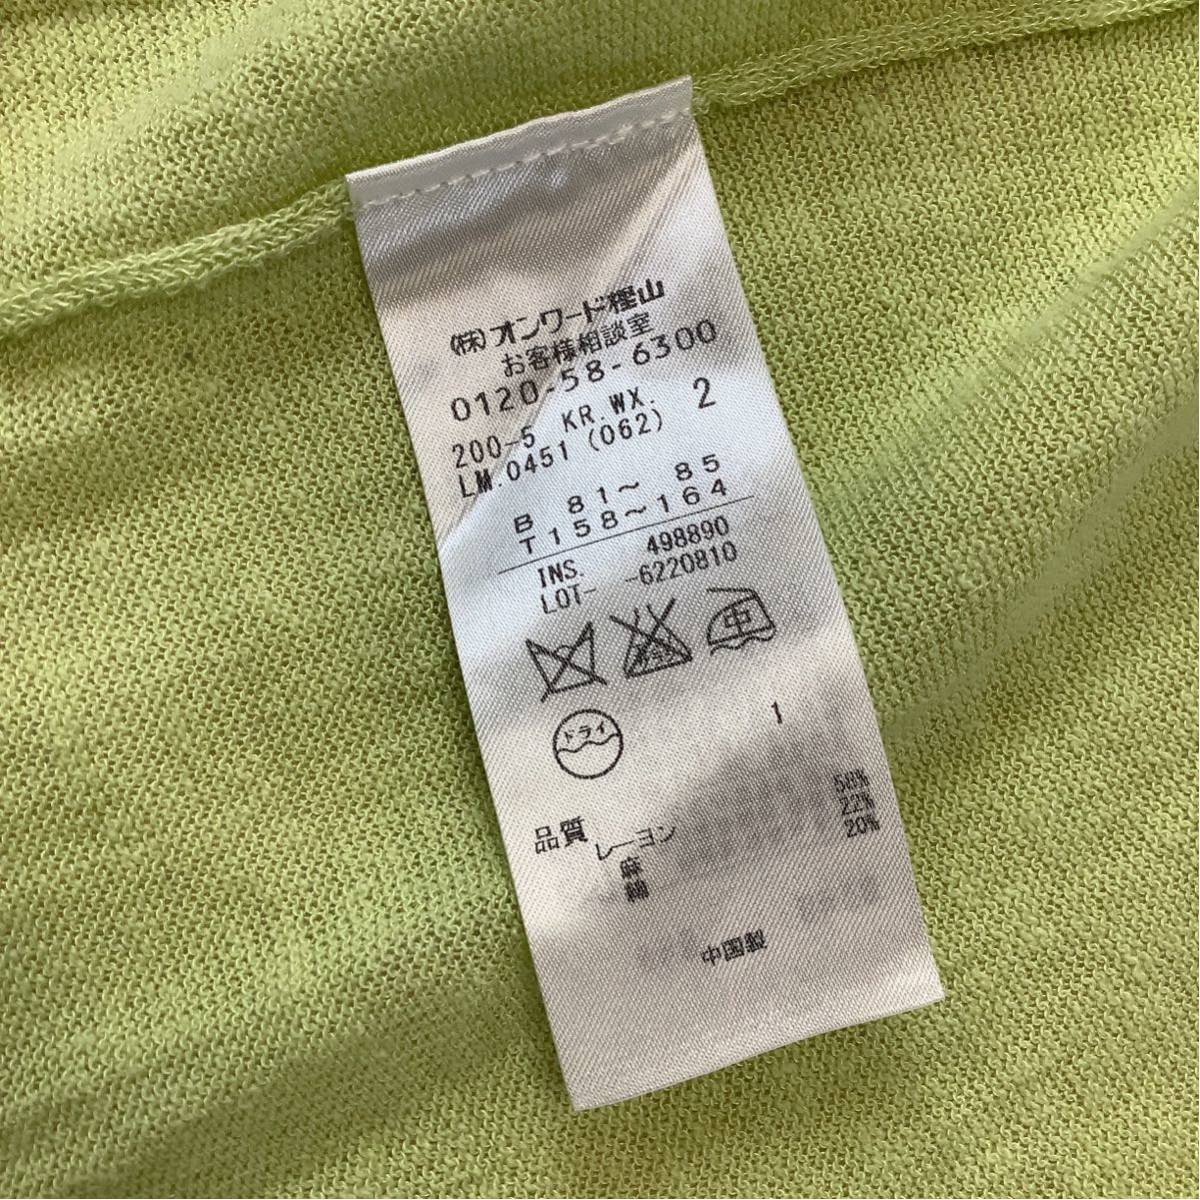 ㈱オンワード樫山
お客様相談室
0120-58-6300
200-5 KR.WX. 2
LM.0451 (062)
B 81～ 85
T158～164
INS. 498890
LOT- -6220810
中
ドライ
1
品質 レーヨン 58%
麻 22%
綿 20%
中国製